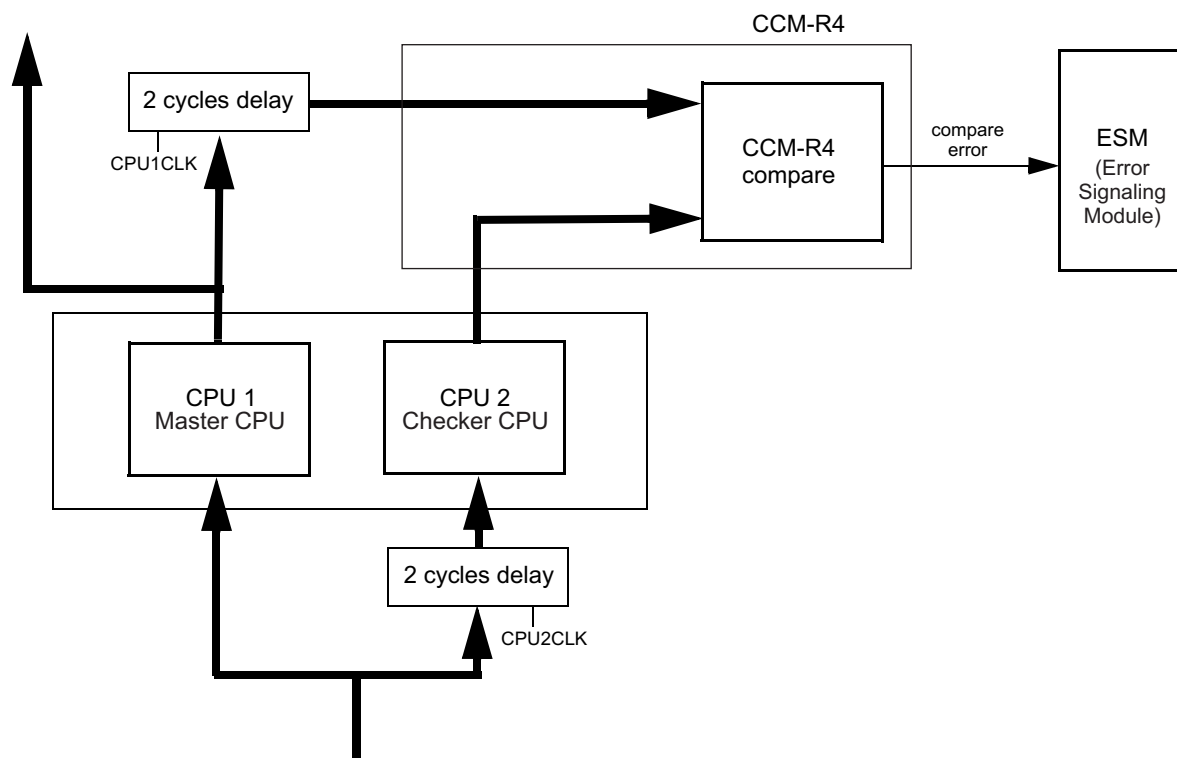 CCM-R4
2 cycles delay
CPU1CLK
CCM-R4
compare
compare
error
ESM
(Error
Signaling
Module)
CPU 1
Master CPU
CPU 2
Checker CPU
2 cycles delay
CPU2CLK